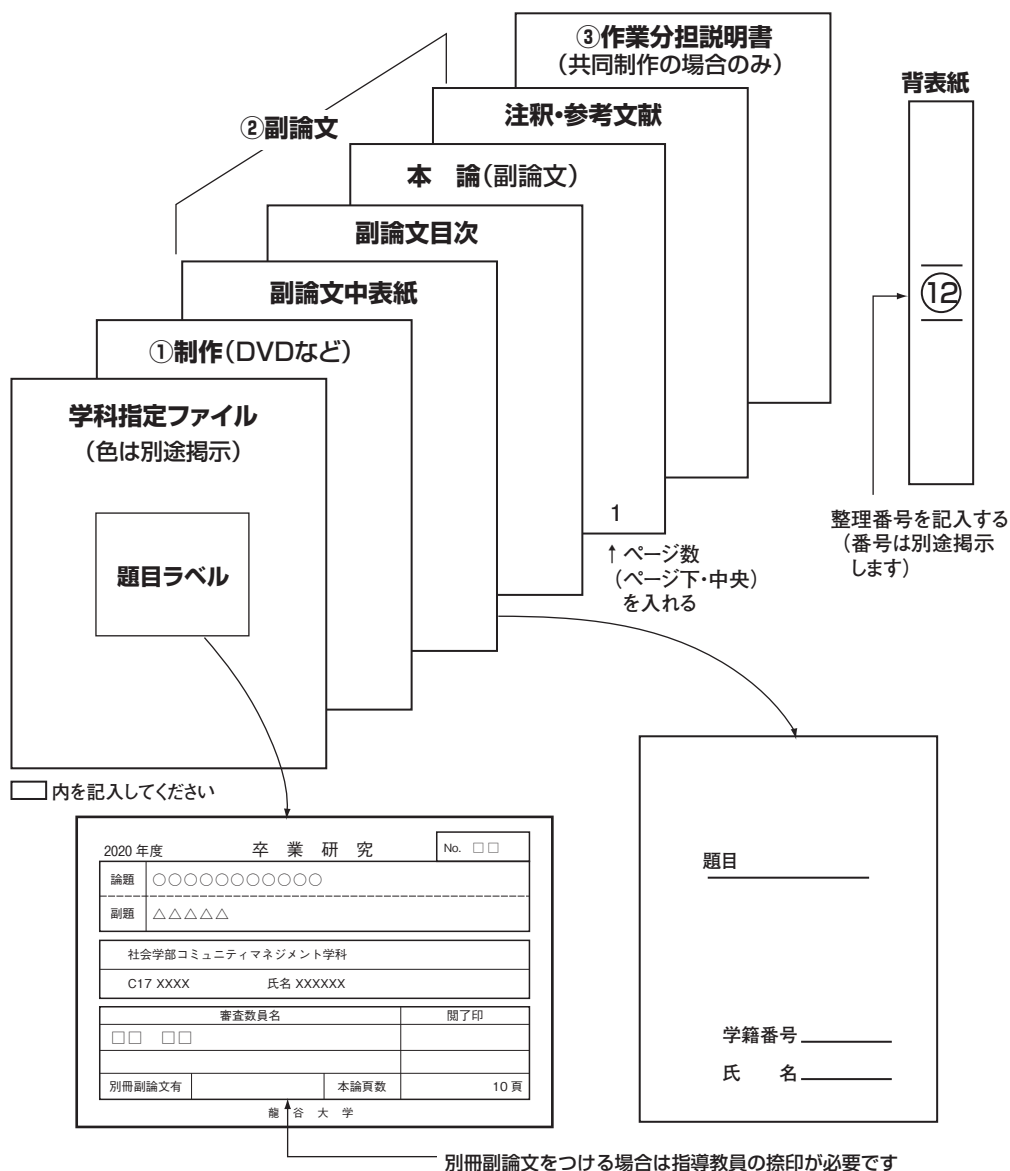 ③作業分担説明書
（共同制作の場合のみ）
注釈・参考文献
②副論文
本　論（副論文）
副論文目次
副論文中表紙
①制作（DVDなど）
学科指定ファイル
（色は別途掲示）
題目ラベル
1
↑ ページ数
（ページ下・中央）
を入れる
背表紙
⑫
整理番号を記入する
（番号は別途掲示
します）
内を記入してください
2020 年度　卒　業　研　究　No. □□
論題　○○○○○○○○○○○
副題　△△△△△
社会学部コミュニティマネジメント学科
C17 XXXX　氏名 XXXXXX
審査数員名　閲了印
□□　□□
別冊副論文有　本論頁数　10 頁
龍　谷　大　学
別冊副論文をつける場合は指導教員の捺印が必要です
題目
学籍番号
氏　　名